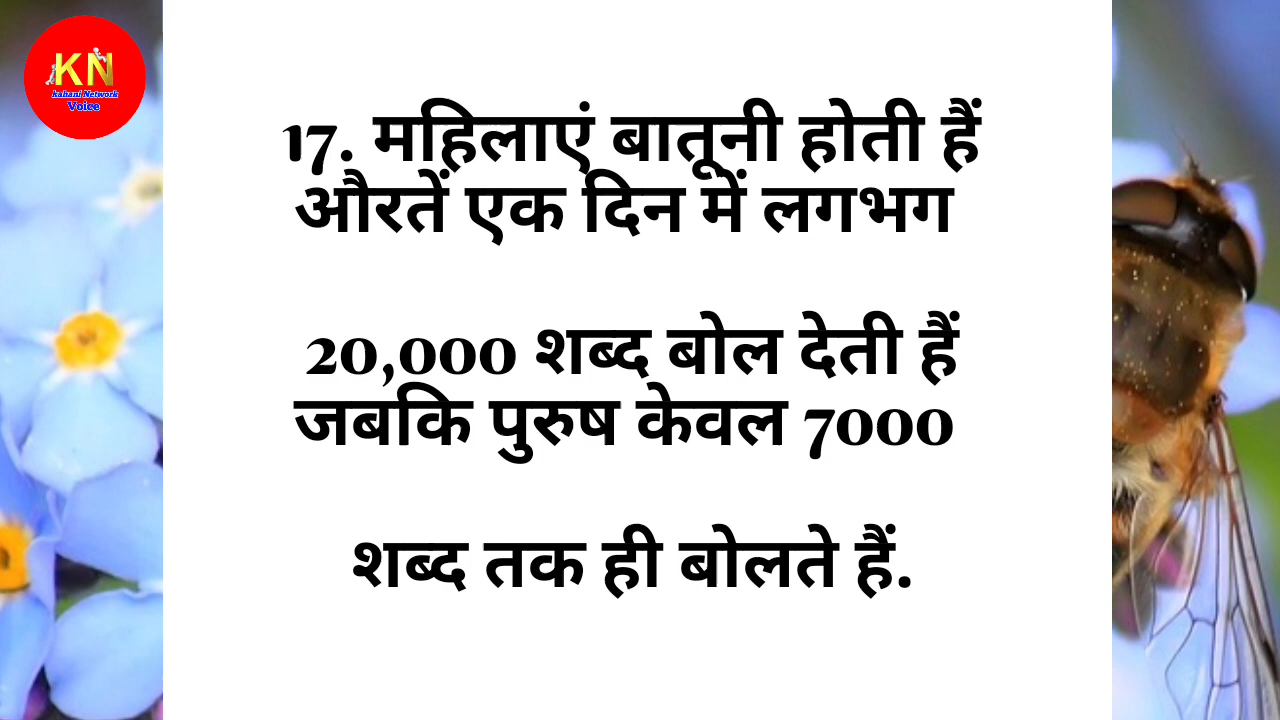 KN
kahani Network
Voice
17. महिलाएं बातूनी होती हैं
औरतें एक दिन में लगभग
20,000 शब्द बोल देती हैं
जबकि पुरुष केवल 7000
शब्द तक ही बोलते हैं.